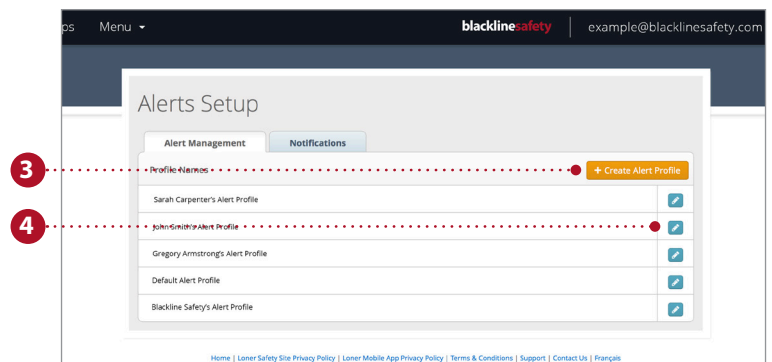 ps Menu blacklinesafety example@blacklinesafety.com
Alerts Setup
Alert Management Notifications
3 Profile Names + Create Alert Profile
Sarah Carpenter's Alert Profile
4 John Smith's Alert Profile
Gregory Armstrong's Alert Profile
Default Alert Profile
Blackline Safety's Alert Profile
Home | Loner Safety Site Privacy Policy | Loner Mobile App Privacy Policy | Terms & Conditions | Support | Contact Us | Français